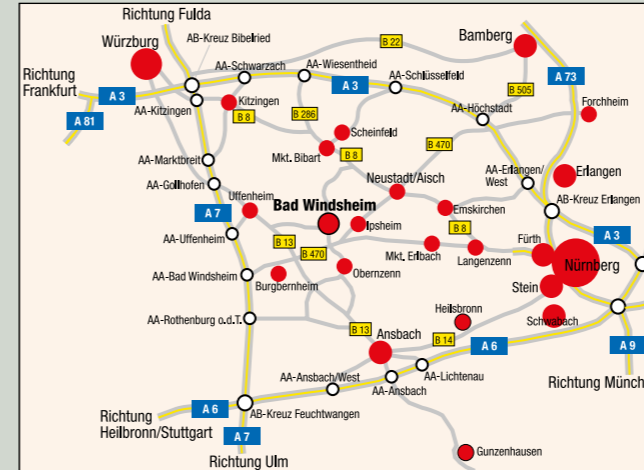 Richtung Fulda
B 22
Bamberg
Würzburg
AB-Kreuz Bibelried
AA-Schwarzach
AA-Wiesentheid
A 73
Richtung
Frankfurt
A 3
A 3
AA-Schlüsselfeld
B 505
A 81
AA-Kitzingen
Kitzingen
B 8
B 286
AA-Höchstadt
Forchheim
Scheinfeld
B 470
AA-Marktbreit
Mkt. Bibart
B 8
AA-Gollhofen
Neustadt/Aisch
AA-Erlangen/
West
Erlangen
Uffenheim
Bad Windsheim
A 7
Ipsheim
Emskirchen
AB-Kreuz Erlangen
AA-Uffenheim
B 13
B 8
A 3
B 470
Mkt. Erlbach
Langenzenn
Fürth
Nürnberg
AA-Bad Windsheim
Burgbernheim
Obernzenn
Stein
Heilsbronn
AA-Rothenburg o.d.T.
B 13
Ansbach
B 14
Schwabach
A 6
A 9
AA-Ansbach/West
AA-Lichtenau
AA-Ansbach
Richtung Münch
A 6
AB-Kreuz Feuchtwangen
Richtung
Heilbronn/Stuttgart
A 7
Richtung Ulm
Gunzenhausen